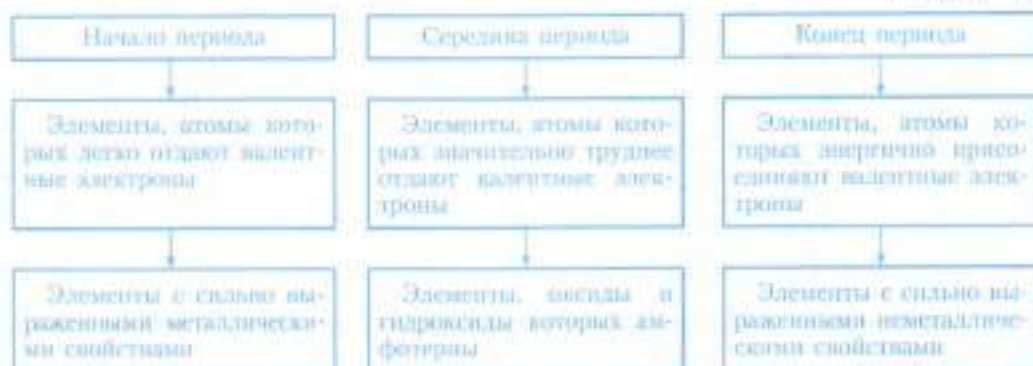 Начало периода
Середина периода
Конец периода
Элементы, атомы кото-
рых легко отдают валент-
ные электроны
Элементы, атомы кото-
рых значительно труднее
отдают валентные элек-
троны
Элементы, атомы ко-
торых энергично присо-
единяют валентные элек-
троны
Элементы с сильно вы-
раженными металлически-
ми свойствами
Элементы, оксиды и
гидроксиды которых ам-
фотерны
Элементы с сильно вы-
раженными неметалличе-
скими свойствами